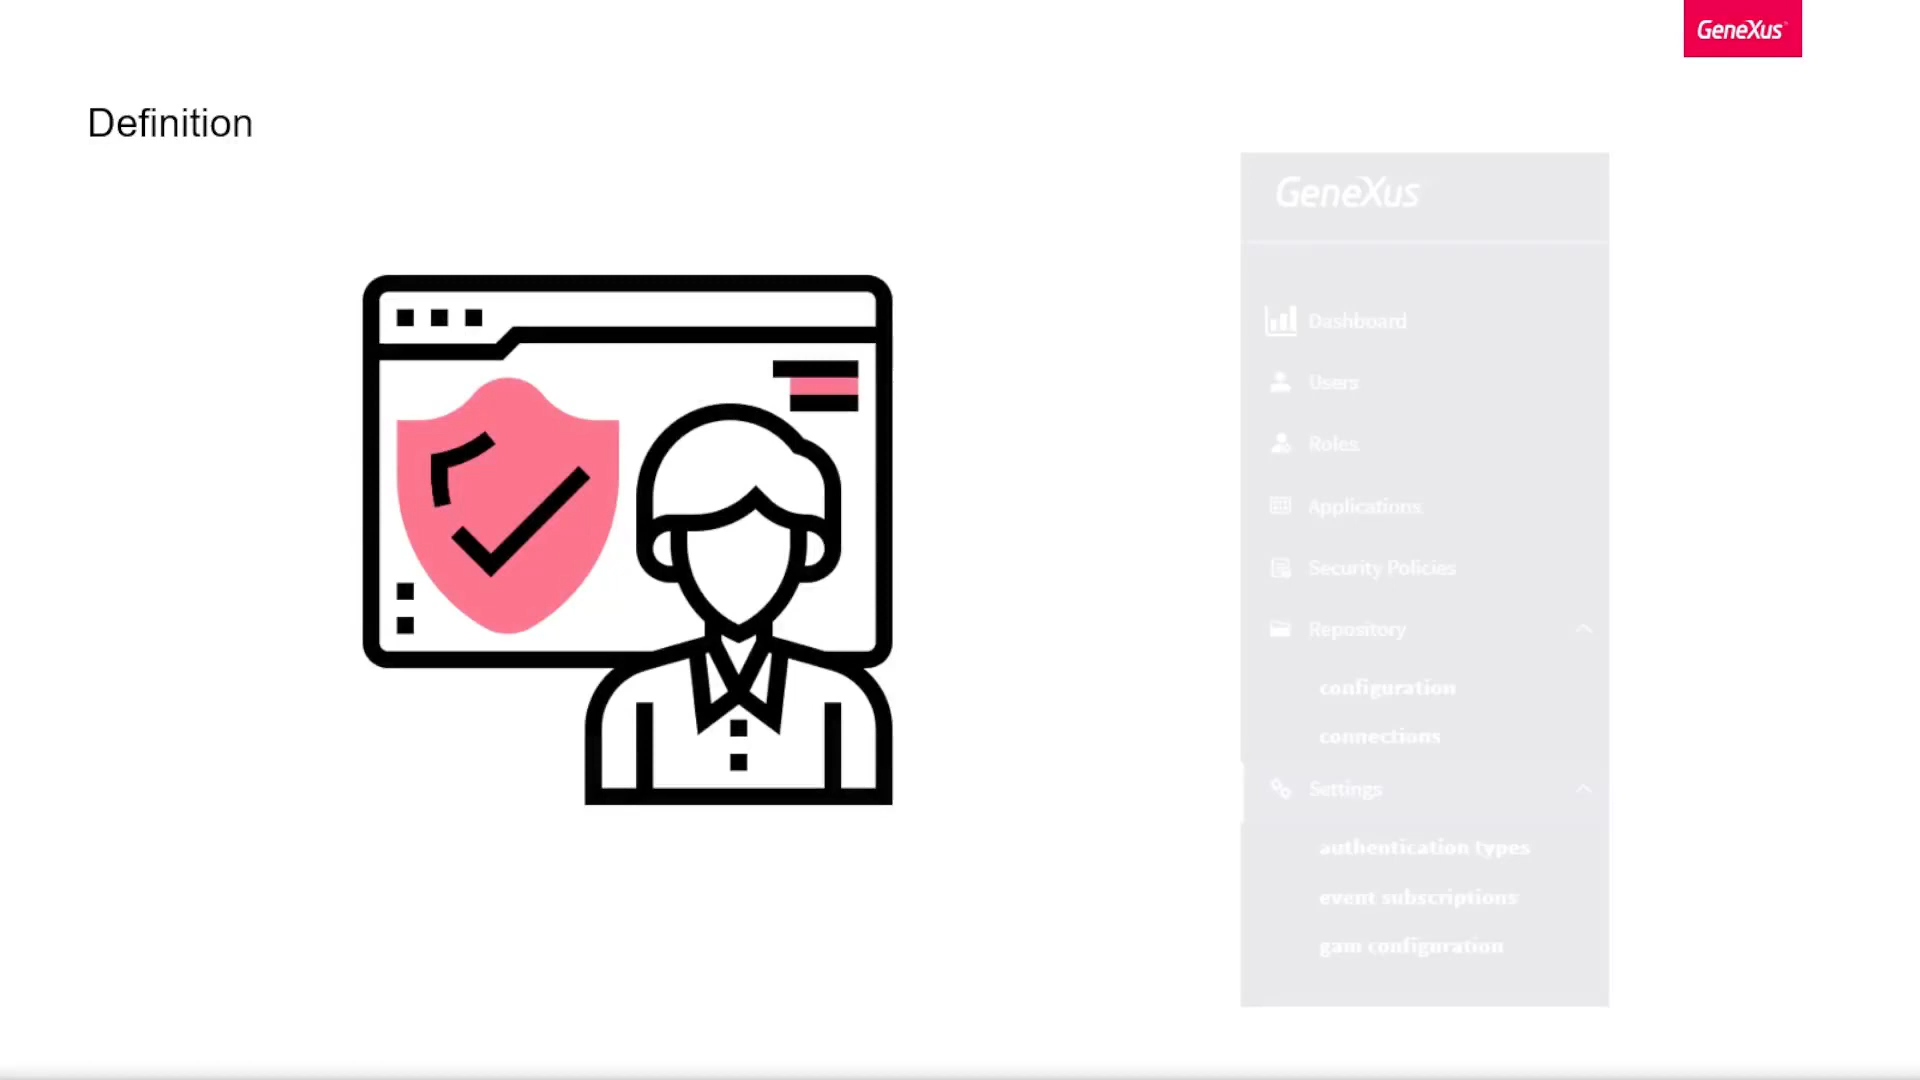 GeneXus
Definition
GeneXus
Dashboard
Users
Roles
Applications
Security Policies
Repository
configuration
connections
Settings
authentication types
event subscriptions
gam configuration